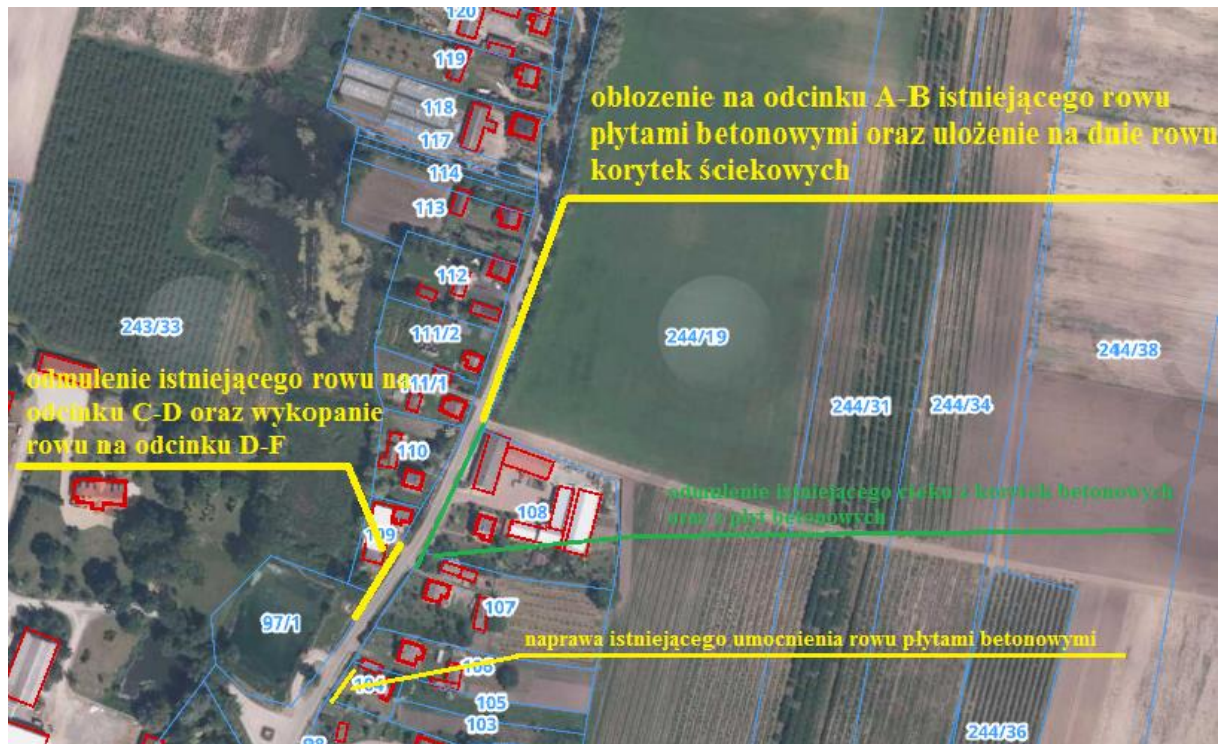 120
119
118
117
114
113
112
111/2
111/1
110
109
108
107
106
104
105
103
98
97/1
243/33
244/19
244/31
244/34
244/38
244/36
obłozenie na odcinku A-B istniejącego rowu
płytami betonowymi oraz ułożenie na dnie rowu
korytek ściekowych
odmulenie istniejącego rowu na
odcinku C-D oraz wykopanie
rowu na odcinku D-F
odmulenie istniejącego cieku z korytek betonowych
oraz z płyt betonowych
naprawa istniejącego umocnienia rowu płytami betonowymi